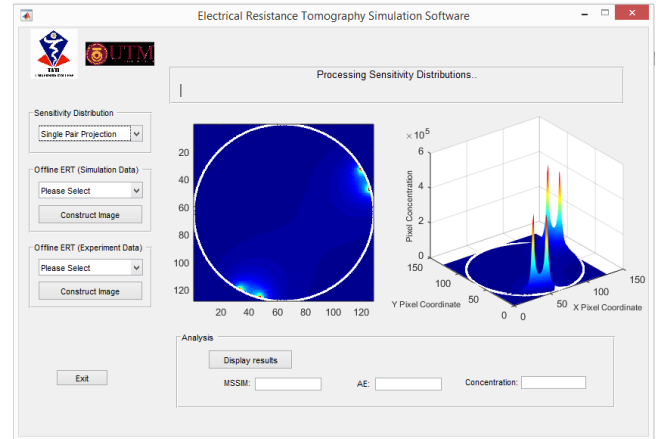 Electrical Resistance Tomography Simulation Software
UTM
TATI
Processing Sensitivity Distributions..
Sensitivity Distribution
Single Pair Projection
Offline ERT (Simulation Data)
Please Select
Construct Image
Offline ERT (Experiment Data)
Please Select
Construct Image
Exit
20
40
60
80
100
120
20 40 60 80 100 120
×10^5
6
4
2
0
Pixel Concentration
150
100
50
0
Y Pixel Coordinate
0
50
100
150
X Pixel Coordinate
Analysis
Display results
MSSIM:
AE:
Concentration: